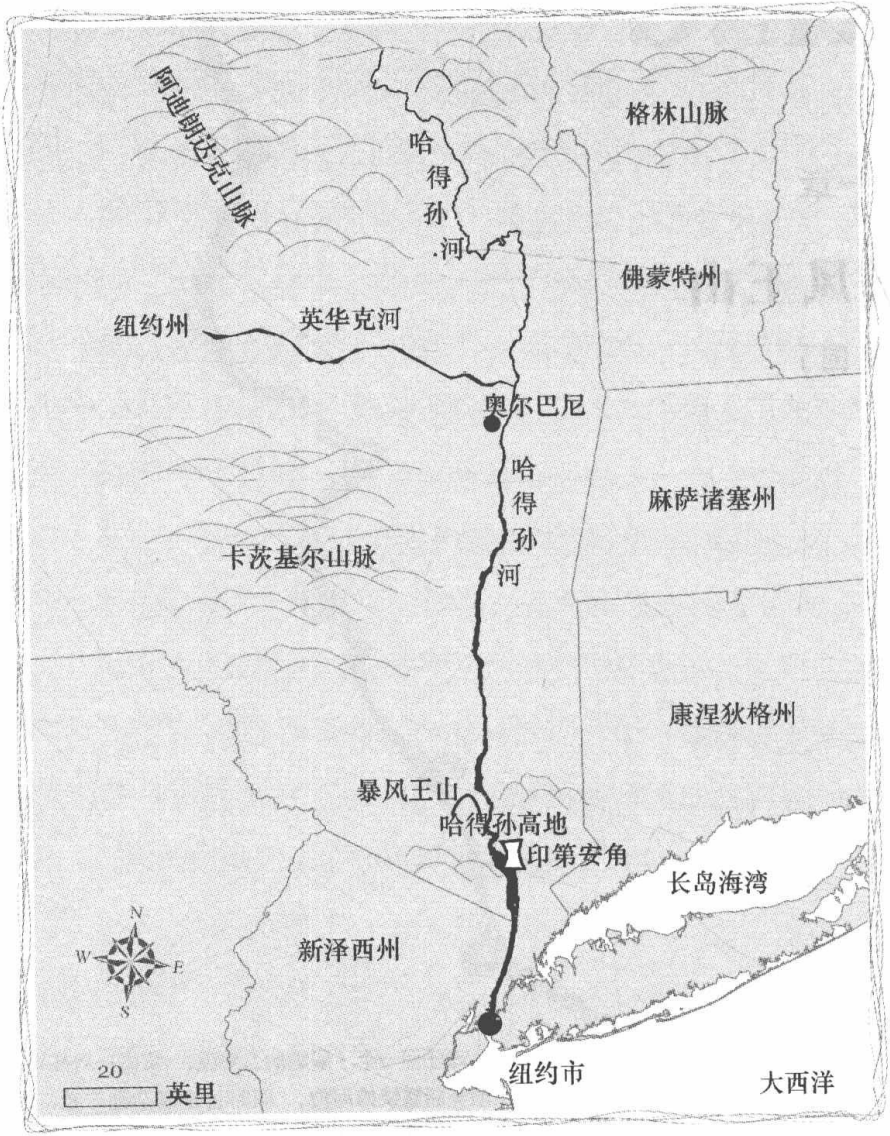 阿迪朗达克山脉
格林山脉
哈得孙河
佛蒙特州
纽约州
英华克河
奥尔巴尼
哈得孙河
麻萨诸塞州
卡茨基尔山脉
康涅狄格州
暴风王山
哈得孙高地
印第安角
长岛海湾
新泽西州
N
W
E
S
纽约市
大西洋
20
英里